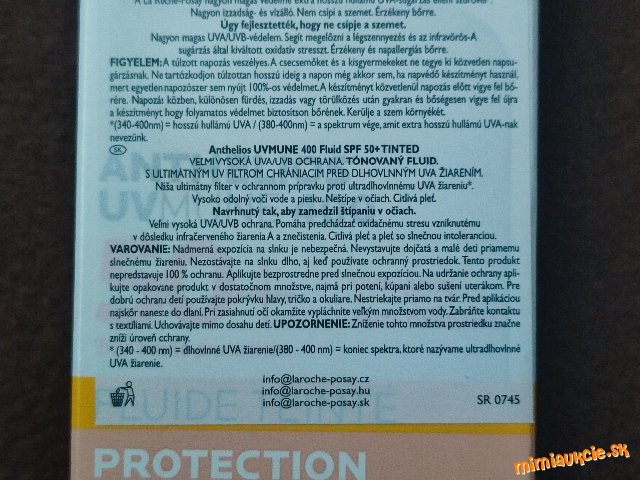 A La Roche-Posay nagyon magas védelme extra hosszú hullámú UVA-sugárzás elleni szűrővel*.
Nagyon izzadság- és vízálló. Nem csípi a szemet. Érzékeny bőrre.
Úgy fejlesztették, hogy ne csípje a szemet.
Nagyon magas UVA/UVB-védelem. Segít megelőzni a légszennyezés és az infravörös-A
sugárzás által kiváltott oxidatív stresszt. Érzékeny és napallergiás bőrre.
FIGYELEM: A túlzott napozás veszélyes. A csecsemőket és a kisgyermekeket ne tegye ki közvetlen napsu-
gárzásnak. Ne tartózkodjon túlzottan hosszú ideig a napon még akkor sem, ha napvédő készítményt használ,
mert egyetlen napozószer sem nyújt 100%-os védelmet. A készítményt közvetlenül napozás előtt vigye fel bő-
rére. Napozás közben, különösen fürdés, izzadás vagy törülközés után gyakran és bőségesen vigye fel újra
a készítményt hogy folyamatos védelmet biztosítson bőrének. Kerülje a szem környékét.
*(340-400nm) = hosszú hullámú UVA / (380-400nm) = a spektrum vége, amit extra hosszú hullámú UVA-nak
nevezünk.
SK Anthelios UVMUNE 400 Fluid SPF 50+ TINTED
VEĽMI VYSOKÁ UVA/UVB OCHRANA. TÓNOVANÝ FLUID.
S ULTIMÁTNYM UV FILTROM CHRÁNIACIM PRED DLHOVLNNÝM UVA ŽIARENÍM.
Náša ultimátny filter v ochrannom prípravku proti ultradlhovlnnému UVA žiareniu*.
Vysoko odolný voči vode a piesku. Neštípe v očiach. Citlivá pleť.
Navrhnutý tak, aby zamedzil štípaniu v očiach.
Veľmi vysoká UVA/UVB ochrana. Pomáha predchádzať oxidačnému stresu vzniknutému
v dôsledku infračerveného žiarenia A a znečistenia. Citlivá pleť a pleť so slnečnou intoleranciou.
VAROVANIE: Nadmerná expozícia na slnku je nebezpečná. Nevystavujte dojčatá a malé deti priamemu
slnečnému žiareniu. Nezostávajte na slnku dlho, aj keď používate ochranný prostriedok. Tento produkt
nepredstavuje 100 % ochranu. Aplikujte bezprostredne pred slnečnou expozíciou. Na udržanie ochrany apli-
kujte opakovane produkt v dostatočnom množstve, najmä pri potení, kúpaní alebo sušení uterákom. Pre
dobrú ochranu detí používajte pokrývku hlavy, tričko a okuliare. Nestriekajte priamo na tvár. Pred aplikáciou
najskôr naneste do dlaní. Pri zasiahnutí očí okamžite vypláchnite veľkým množstvom vody. Zabráňte kontaktu
s textíliami. Uchovávajte mimo dosahu detí. UPOZORNENIE: Zníženie tohto množstva prostriedku značne
zníži úroveň ochrany.
* (340 - 400 nm) = dlhovlnné UVA žiarenie/(380 - 400 nm) = koniec spektra, ktoré nazývame ultradlhovlnné
UVA žiarenie.
info@laroche-posay.cz
info@laroche-posay.hu
info@laroche-posay.sk
SR 0745
PROTECTION
mimiaukcie.sk